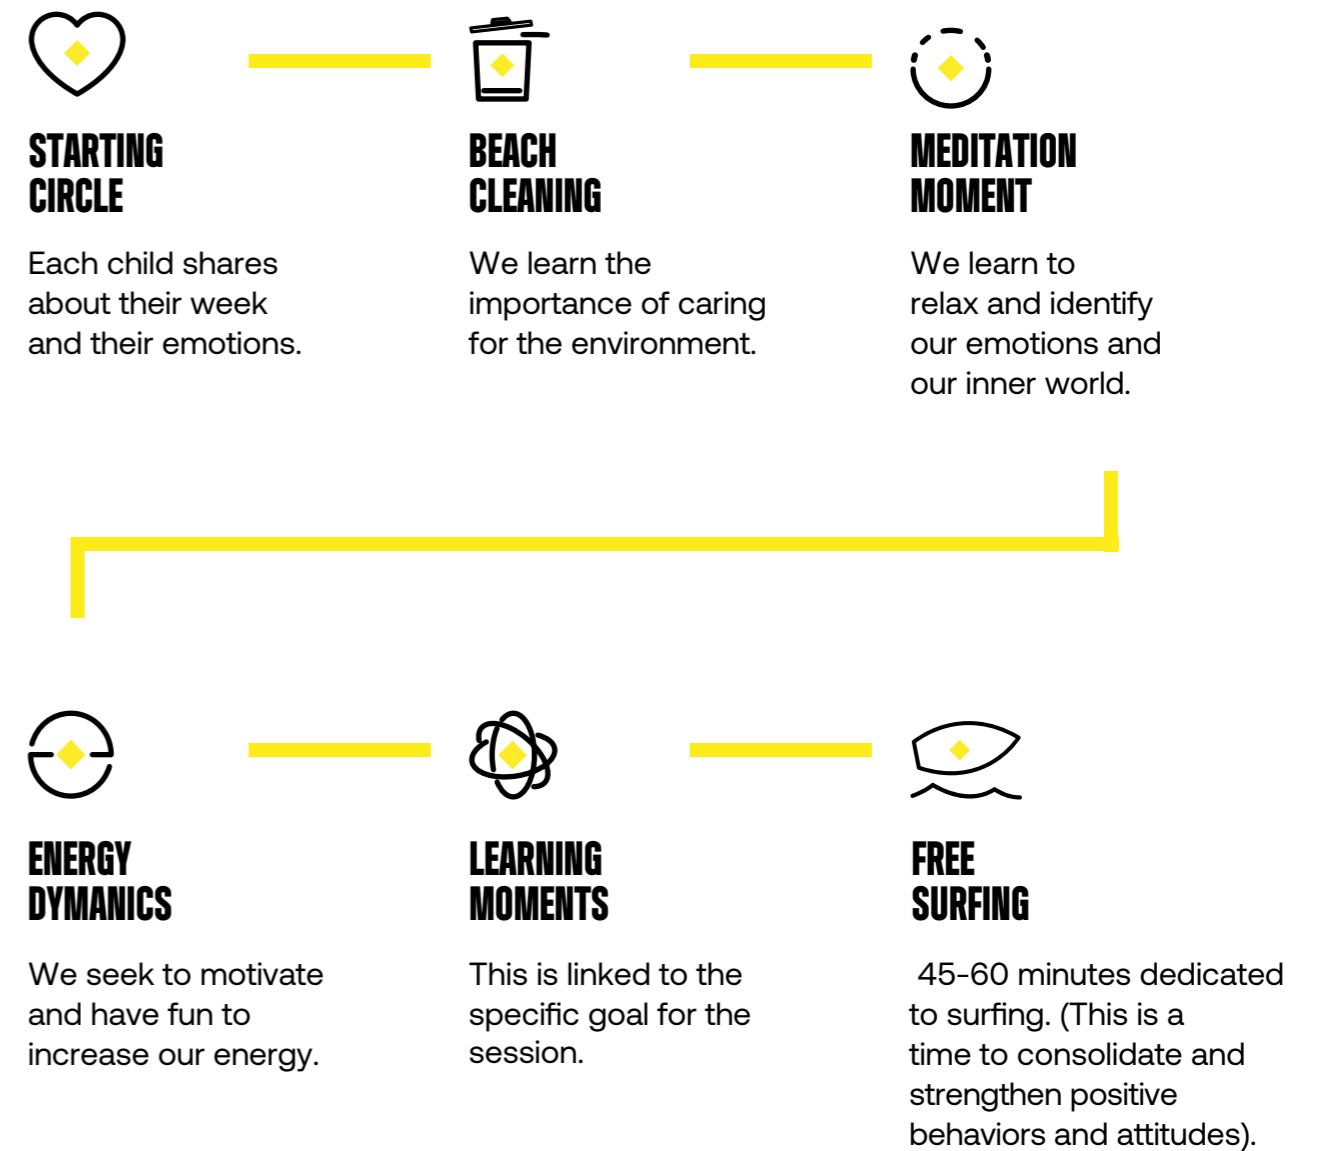 STARTING
CIRCLE
Each child shares
about their week
and their emotions.
BEACH
CLEANING
We learn the
importance of caring
for the environment.
MEDITATION
MOMENT
We learn to
relax and identify
our emotions and
our inner world.
ENERGY
DYMANICS
We seek to motivate
and have fun to
increase our energy.
LEARNING
MOMENTS
This is linked to the
specific goal for the
session.
FREE
SURFING
45-60 minutes dedicated
to surfing. (This is a
time to consolidate and
strengthen positive
behaviors and attitudes).